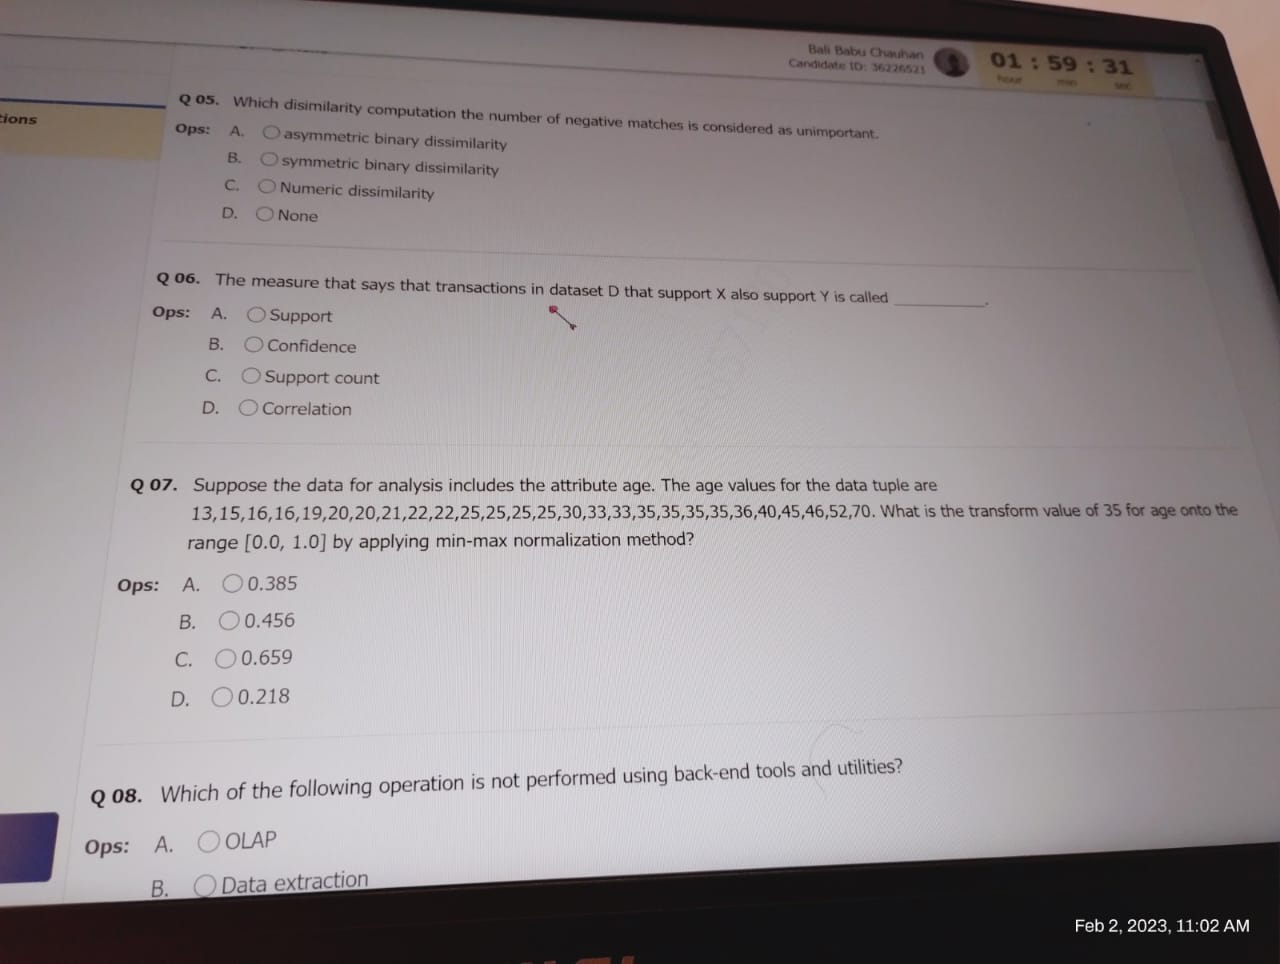 Bali Babu Chauhan
Candidate ID: 36226521
01 : 59 : 31
hour min sec
tions
Q 05. Which disimilarity computation the number of negative matches is considered as unimportant.
Ops: A. asymmetric binary dissimilarity
B. symmetric binary dissimilarity
C. Numeric dissimilarity
D. None
Q 06. The measure that says that transactions in dataset D that support X also support Y is called __________.
Ops: A. Support
B. Confidence
C. Support count
D. Correlation
Q 07. Suppose the data for analysis includes the attribute age. The age values for the data tuple are
13,15,16,16,19,20,20,21,22,22,25,25,25,25,30,33,33,35,35,35,35,36,40,45,46,52,70. What is the transform value of 35 for age onto the
range [0.0, 1.0] by applying min-max normalization method?
Ops: A. 0.385
B. 0.456
C. 0.659
D. 0.218
Q 08. Which of the following operation is not performed using back-end tools and utilities?
Ops: A. OLAP
B. Data extraction
Feb 2, 2023, 11:02 AM